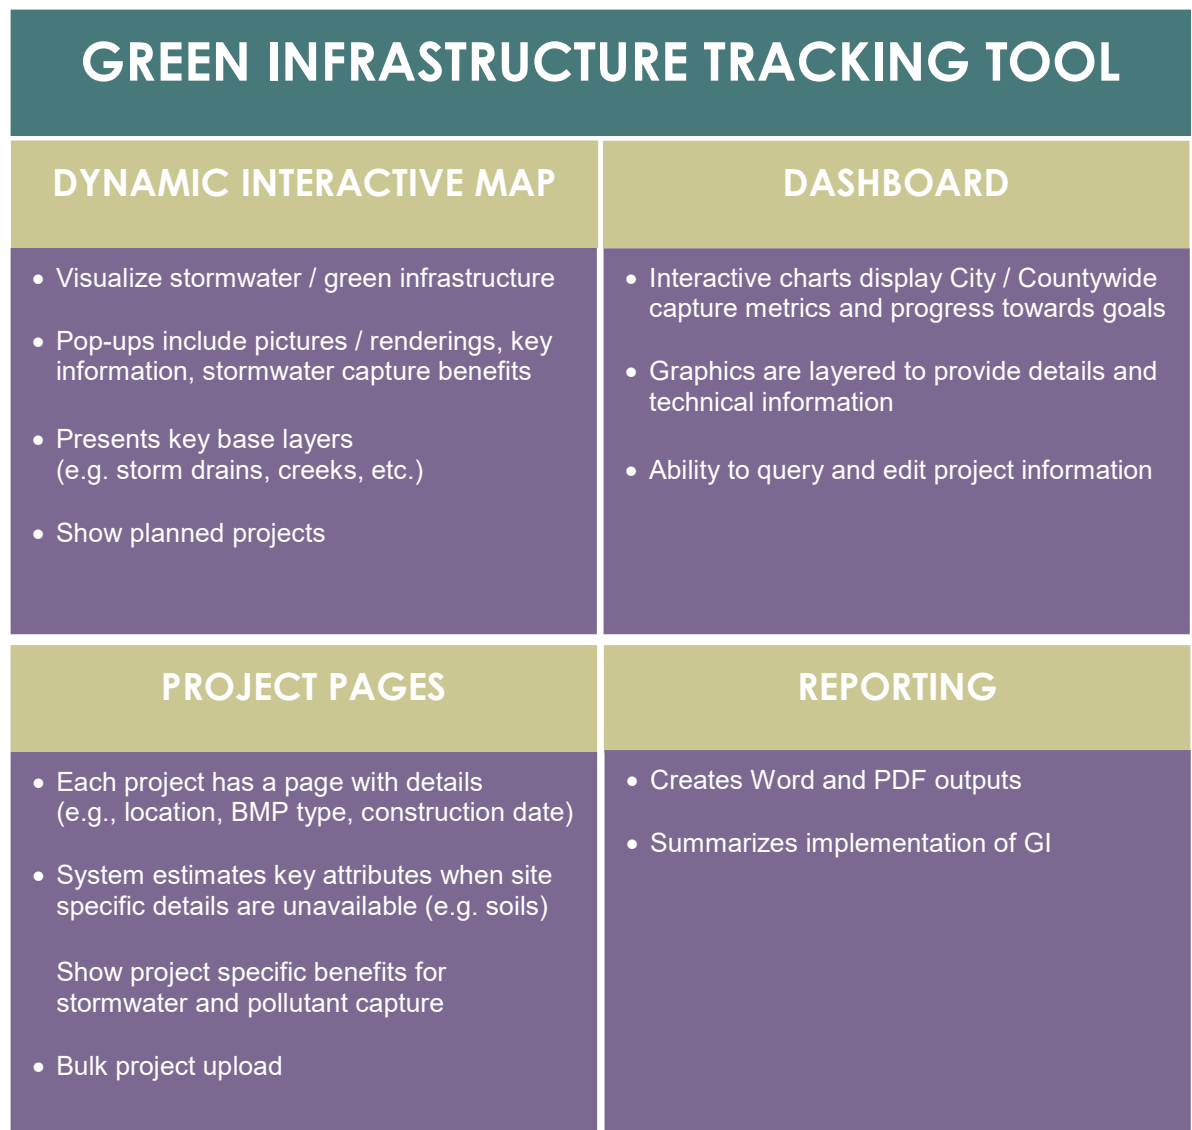 GREEN INFRASTRUCTURE TRACKING TOOL
DYNAMIC INTERACTIVE MAP
• Visualize stormwater / green infrastructure
• Pop-ups include pictures / renderings, key
information, stormwater capture benefits
• Presents key base layers
(e.g. storm drains, creeks, etc.)
• Show planned projects
DASHBOARD
• Interactive charts display City / Countywide
capture metrics and progress towards goals
• Graphics are layered to provide details and
technical information
• Ability to query and edit project information
PROJECT PAGES
• Each project has a page with details
(e.g., location, BMP type, construction date)
• System estimates key attributes when site
specific details are unavailable (e.g. soils)
Show project specific benefits for
stormwater and pollutant capture
• Bulk project upload
REPORTING
• Creates Word and PDF outputs
• Summarizes implementation of GI